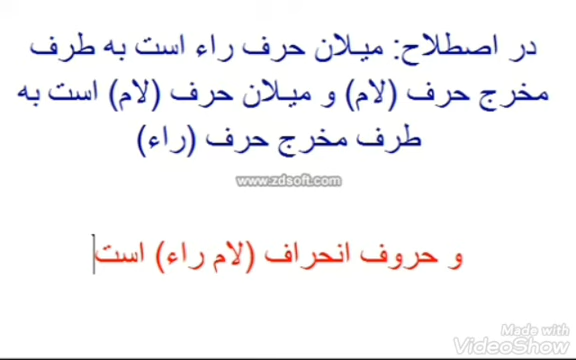 در اصطلاح: میلان حرف راء است به طرف
مخرج حرف (لام) و میلان حرف (لام) است به
طرف مخرج حرف (راء)
www.zdsoft.com
و حروف انحراف (لام راء) است
Made with
VideoShow